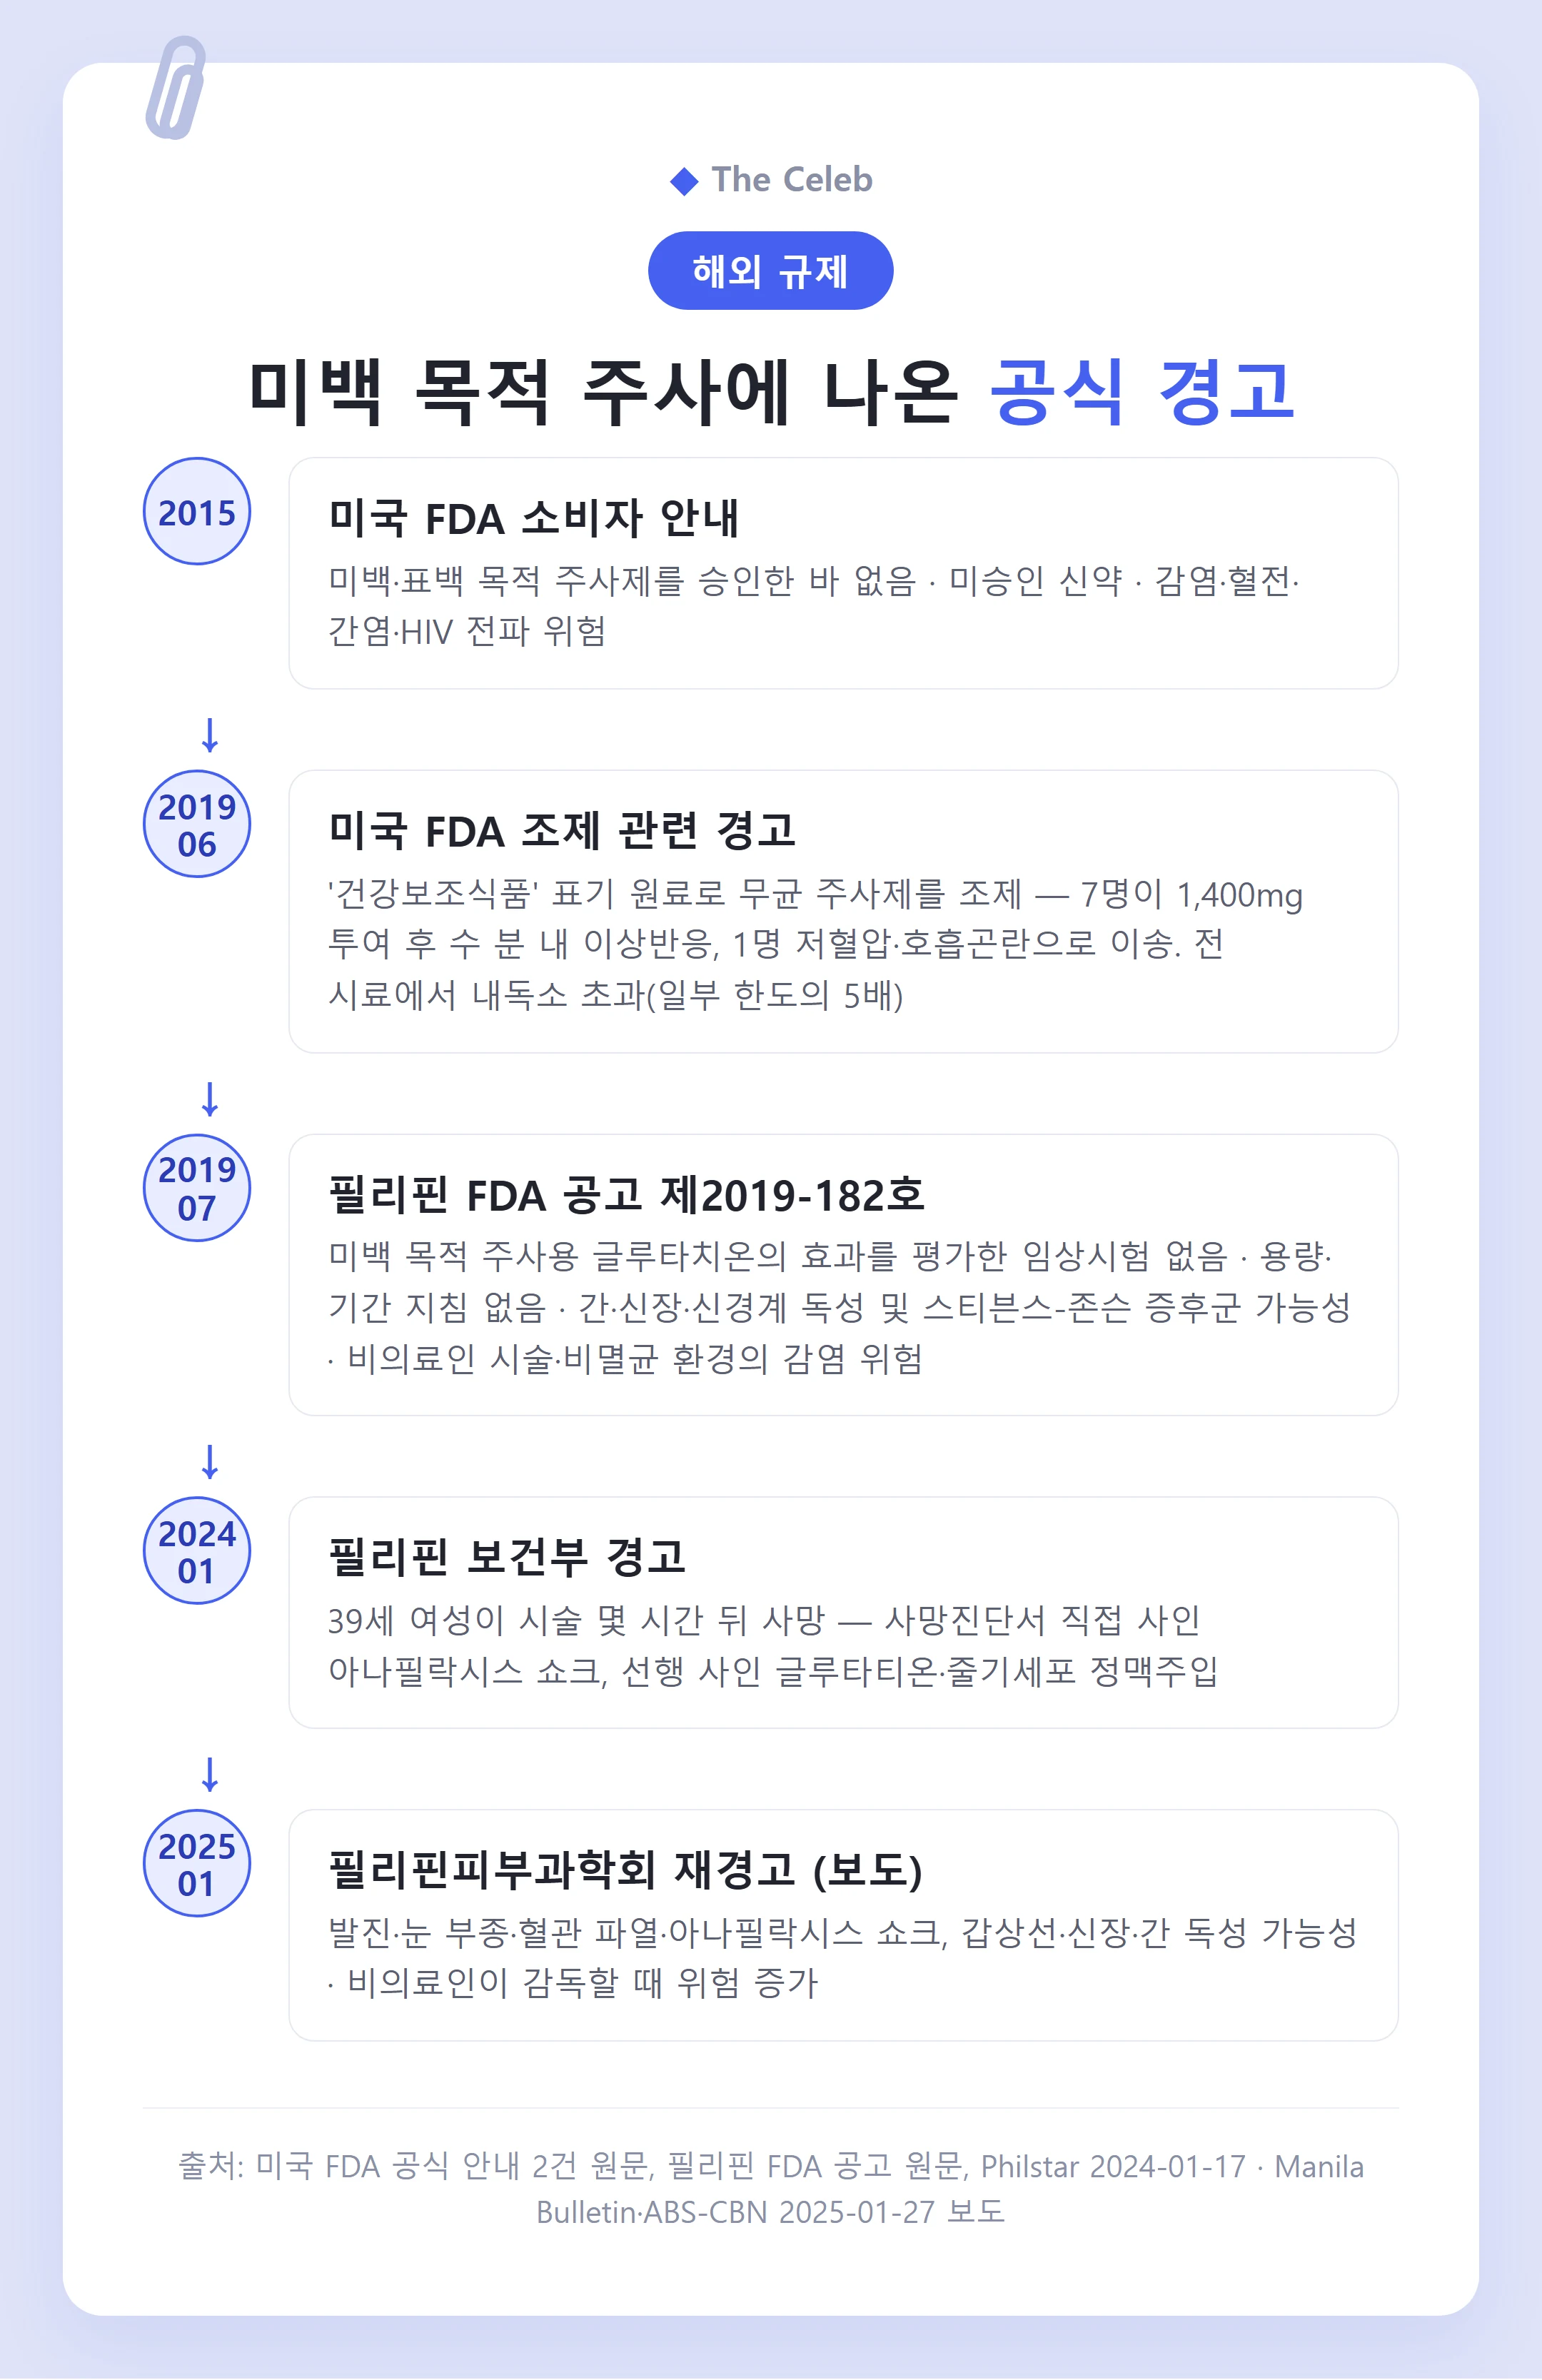 ◆ The Celeb
해외 규제
미백 목적 주사에 나온 공식 경고
2015
미국 FDA 소비자 안내
미백·표백 목적 주사제를 승인한 바 없음 · 미승인 신약 · 감염·혈전·
간염·HIV 전파 위험
↓
2019
06
미국 FDA 조제 관련 경고
'건강보조식품' 표기 원료로 무균 주사제를 조제 — 7명이 1,400mg
투여 후 수 분 내 이상반응, 1명 저혈압·호흡곤란으로 이송. 전
시료에서 내독소 초과(일부 한도의 5배)
↓
2019
07
필리핀 FDA 공고 제2019-182호
미백 목적 주사용 글루타치온의 효과를 평가한 임상시험 없음 · 용량·
기간 지침 없음 · 간·신장·신경계 독성 및 스티븐스-존슨 증후군 가능성
· 비의료인 시술·비멸균 환경의 감염 위험
↓
2024
01
필리핀 보건부 경고
39세 여성이 시술 몇 시간 뒤 사망 — 사망진단서 직접 사인
아나필락시스 쇼크, 선행 사인 글루타티온·줄기세포 정맥주입
↓
2025
01
필리핀피부과학회 재경고 (보도)
발진·눈 부종·혈관 파열·아나필락시스 쇼크, 갑상선·신장·간 독성 가능성
· 비의료인이 감독할 때 위험 증가
출처: 미국 FDA 공식 안내 2건 원문, 필리핀 FDA 공고 원문, Philstar 2024-01-17 · Manila
Bulletin·ABS-CBN 2025-01-27 보도